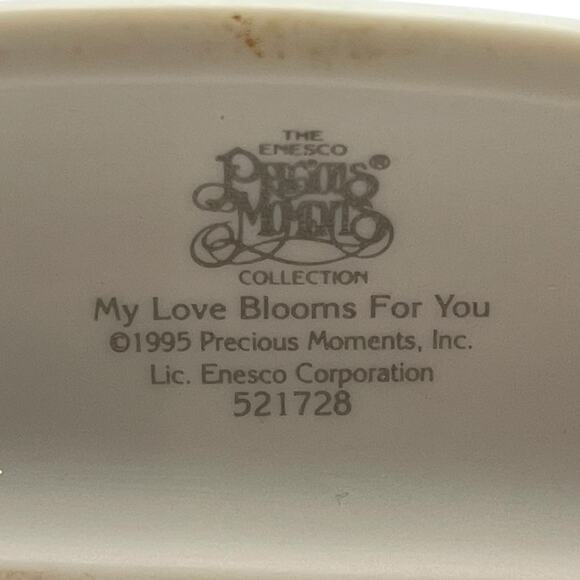 THE
ENESCO
PRECIOUS®
MOMENTS
COLLECTION
My Love Blooms For You
©1995 Precious Moments, Inc.
Lic. Enesco Corporation
521728